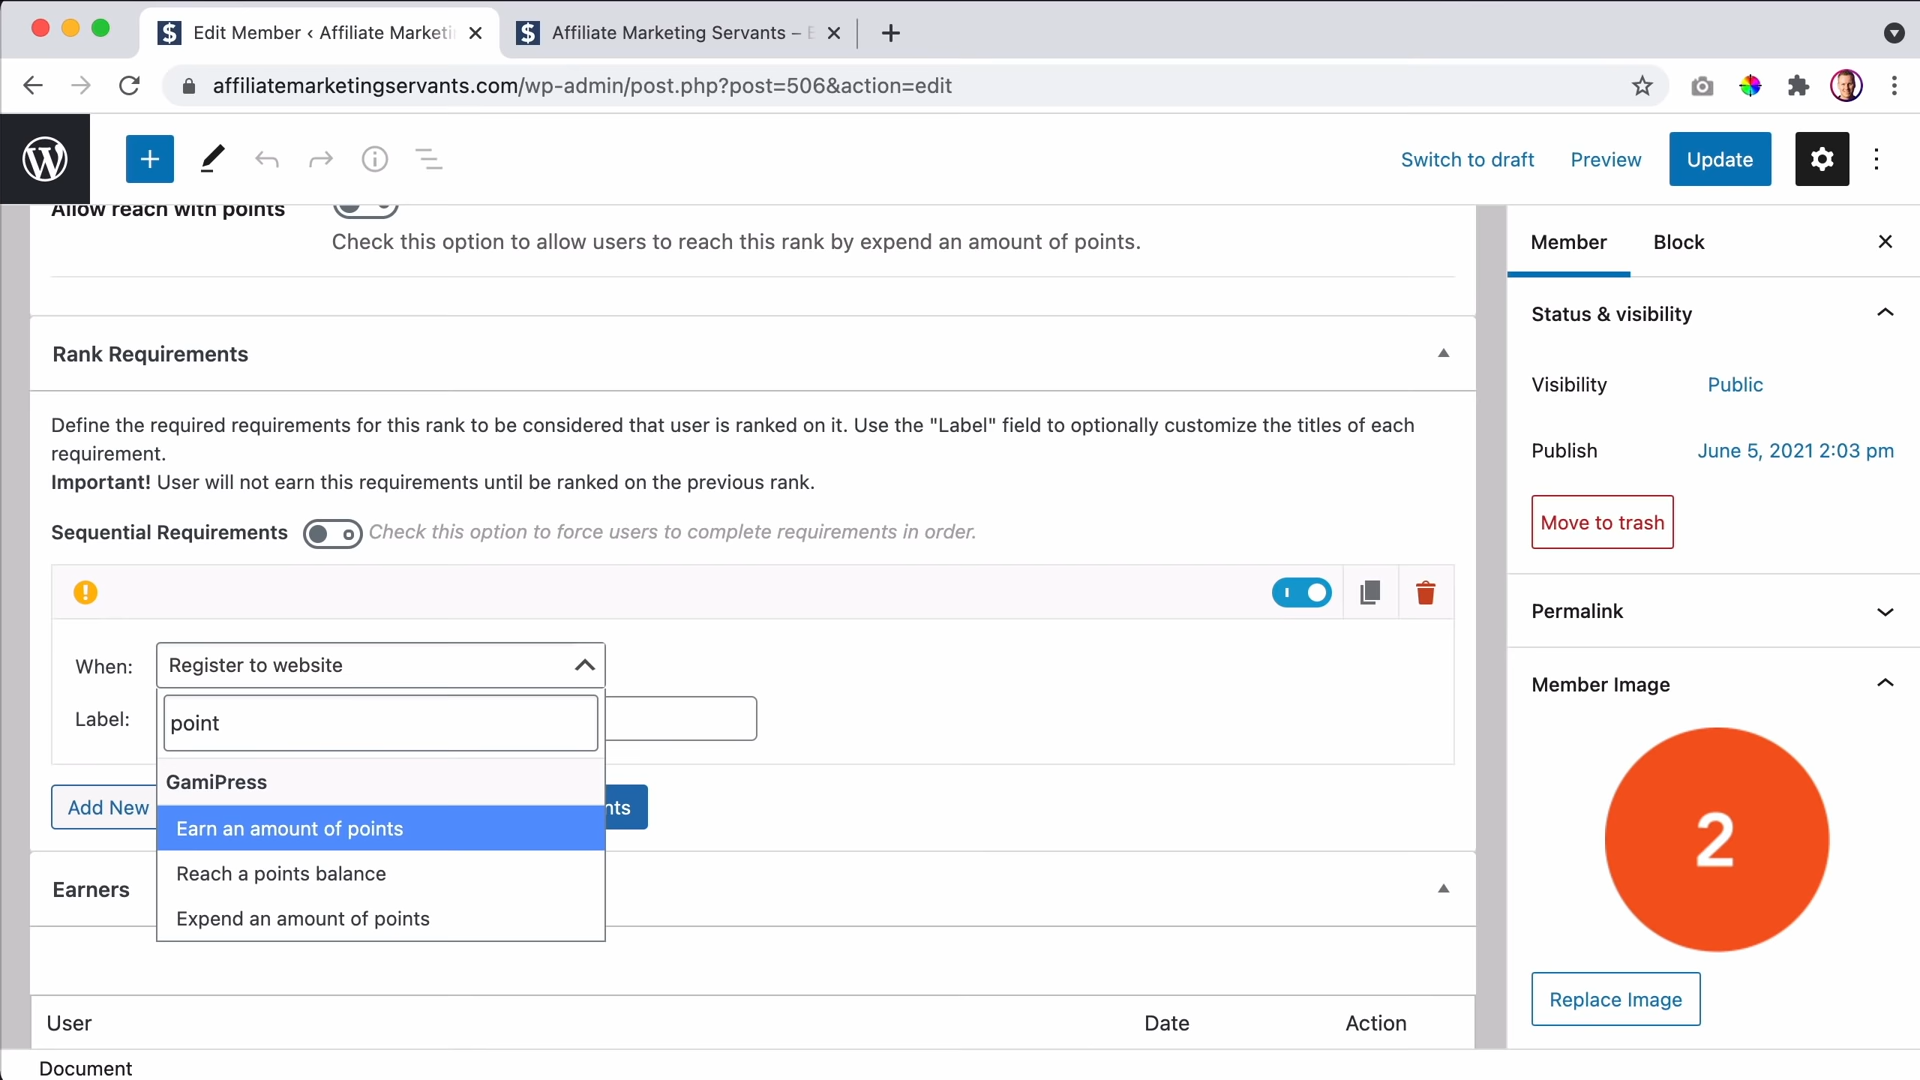 Edit Member ‹ Affiliate Marketi
Affiliate Marketing Servants –
affiliatemarketingservants.com/wp-admin/post.php?post=506&action=edit
Switch to draft
Preview
Update
Allow reach with points
Check this option to allow users to reach this rank by expend an amount of points.
Rank Requirements
Define the required requirements for this rank to be considered that user is ranked on it. Use the "Label" field to optionally customize the titles of each
requirement.
Important! User will not earn this requirements until be ranked on the previous rank.
Sequential Requirements Check this option to force users to complete requirements in order.
When: Register to website
Label:
point
GamiPress
Add New
nts
Earn an amount of points
Reach a points balance
Earners
Expend an amount of points
User Date Action
Document
Member Block
Status & visibility
Visibility Public
Publish June 5, 2021 2:03 pm
Move to trash
Permalink
Member Image
2
Replace Image